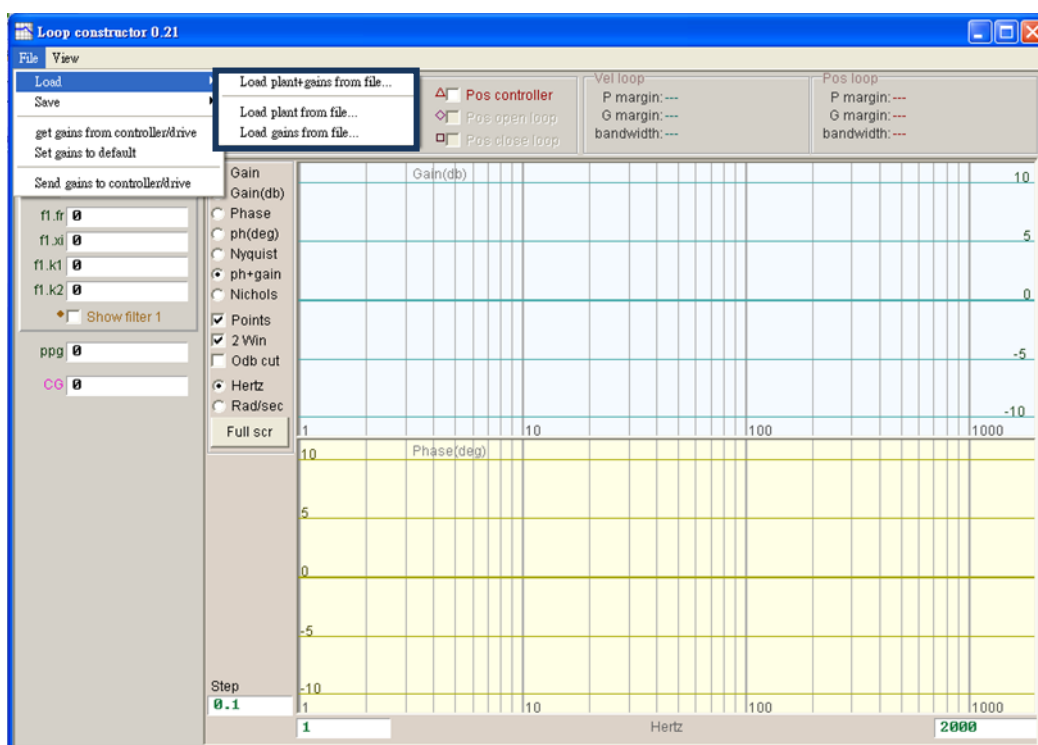 Loop constructor 0.21
File View
Load
Save
get gains from controller/drive
Set gains to default
Send gains to controller/drive
Load plant+gains from file...
Load plant from file...
Load gains from file...
Pos controller
Pos open loop
Pos close loop
Vel loop
P margin:---
G margin:---
bandwidth:---
Pos loop
P margin:---
G margin:---
bandwidth:---
f1.fr 0
f1.xi 0
f1.k1 0
f1.k2 0
Show filter 1
ppg 0
CG 0
Gain
Gain(db)
Phase
ph(deg)
Nyquist
ph+gain
Nichols
Points
2 Win
Odb cut
Hertz
Rad/sec
Full scr
Step
0.1
Gain(db)
10
5
0
-5
-10
1 10 100 1000
Phase(deg)
10
5
0
-5
-10
1 10 100 1000
1 Hertz 2000